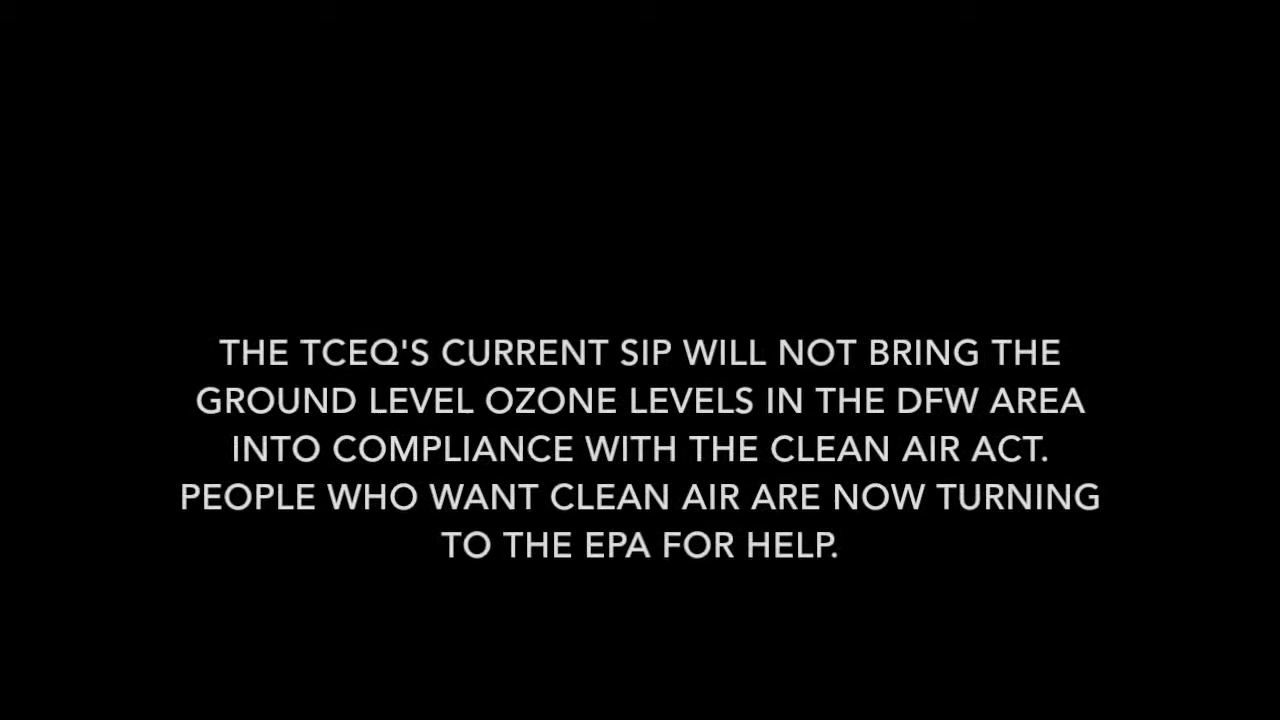 THE TCEQ'S CURRENT SIP WILL NOT BRING THE
GROUND LEVEL OZONE LEVELS IN THE DFW AREA
INTO COMPLIANCE WITH THE CLEAN AIR ACT.
PEOPLE WHO WANT CLEAN AIR ARE NOW TURNING
TO THE EPA FOR HELP.